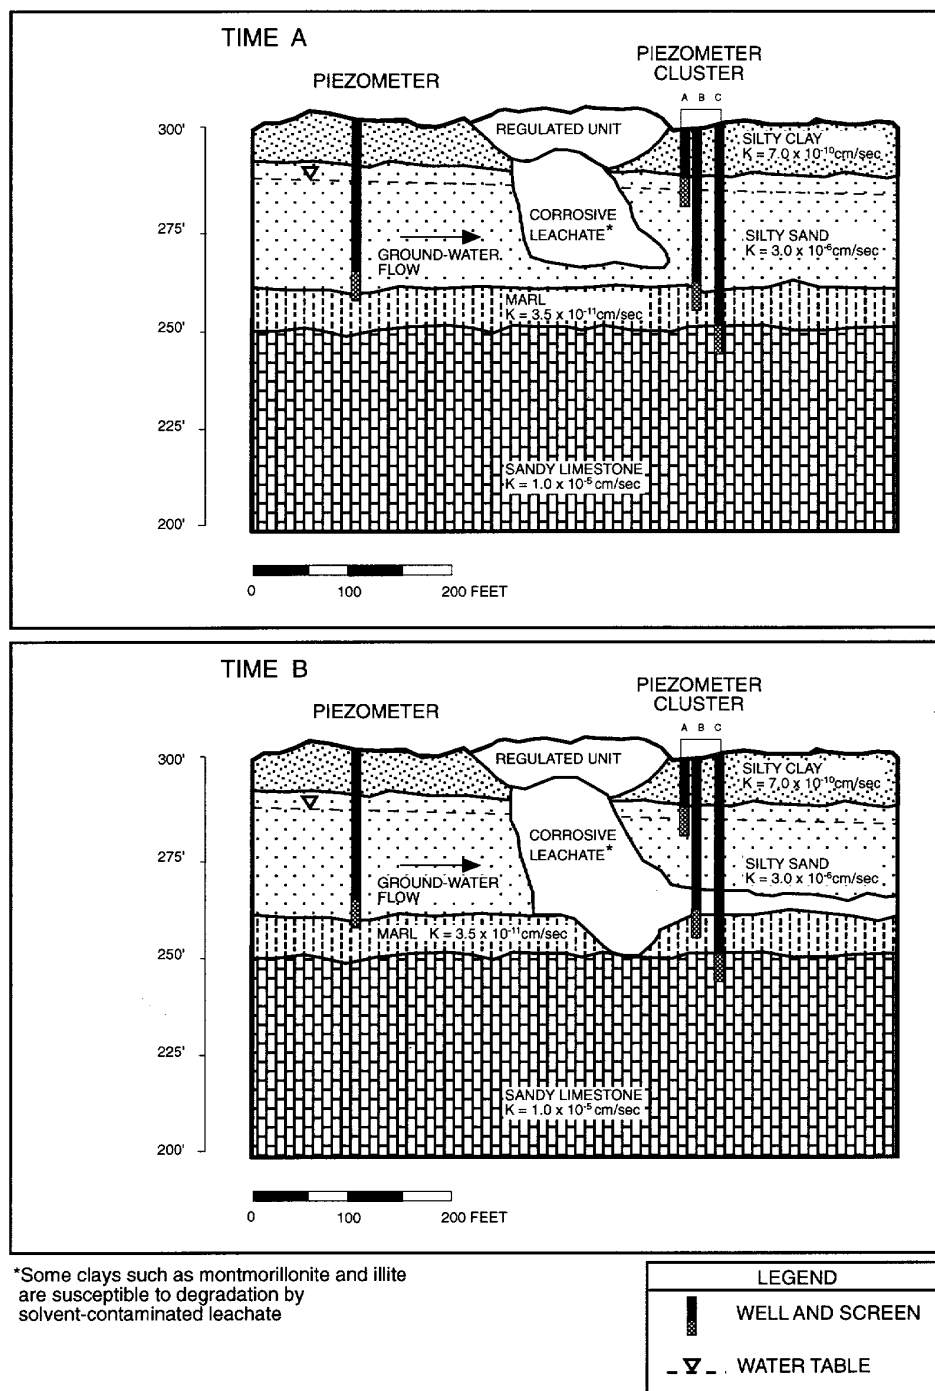 TIME A
PIEZOMETER
PIEZOMETER
CLUSTER
A B C
300'
275'
250'
225'
200'
REGULATED UNIT
SILTY CLAY
K = 7.0 x 10⁻¹⁰cm/sec
CORROSIVE
LEACHATE*
GROUND-WATER
FLOW
SILTY SAND
K = 3.0 x 10⁻⁶cm/sec
MARL
K = 3.5 x 10⁻¹¹cm/sec
SANDY LIMESTONE
K = 1.0 x 10⁻⁵ cm/sec
0 100 200 FEET
TIME B
PIEZOMETER
PIEZOMETER
CLUSTER
A B C
300'
275'
250'
225'
200'
REGULATED UNIT
SILTY CLAY
K = 7.0 x 10⁻¹⁰cm/sec
CORROSIVE
LEACHATE*
GROUND-WATER
FLOW
SILTY SAND
K = 3.0 x 10⁻⁶cm/sec
MARL K = 3.5 x 10⁻¹¹cm/sec
SANDY LIMESTONE
K = 1.0 x 10⁻⁵ cm/sec
0 100 200 FEET
*Some clays such as montmorillonite and illite
are susceptible to degradation by
solvent-contaminated leachate
LEGEND
WELL AND SCREEN
WATER TABLE